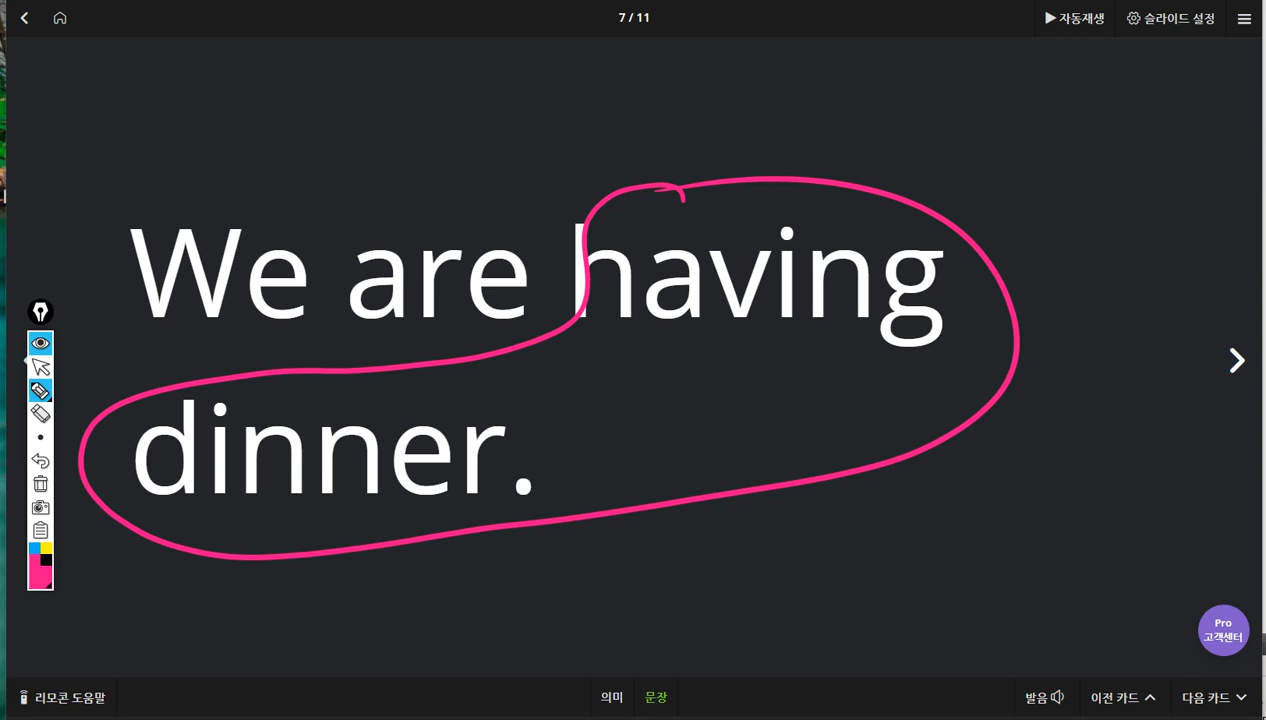 7 / 11
자동재생
슬라이드 설정
We are having
dinner.
Pro
고객센터
리모콘 도움말
의미
문장
발음
이전 카드
다음 카드